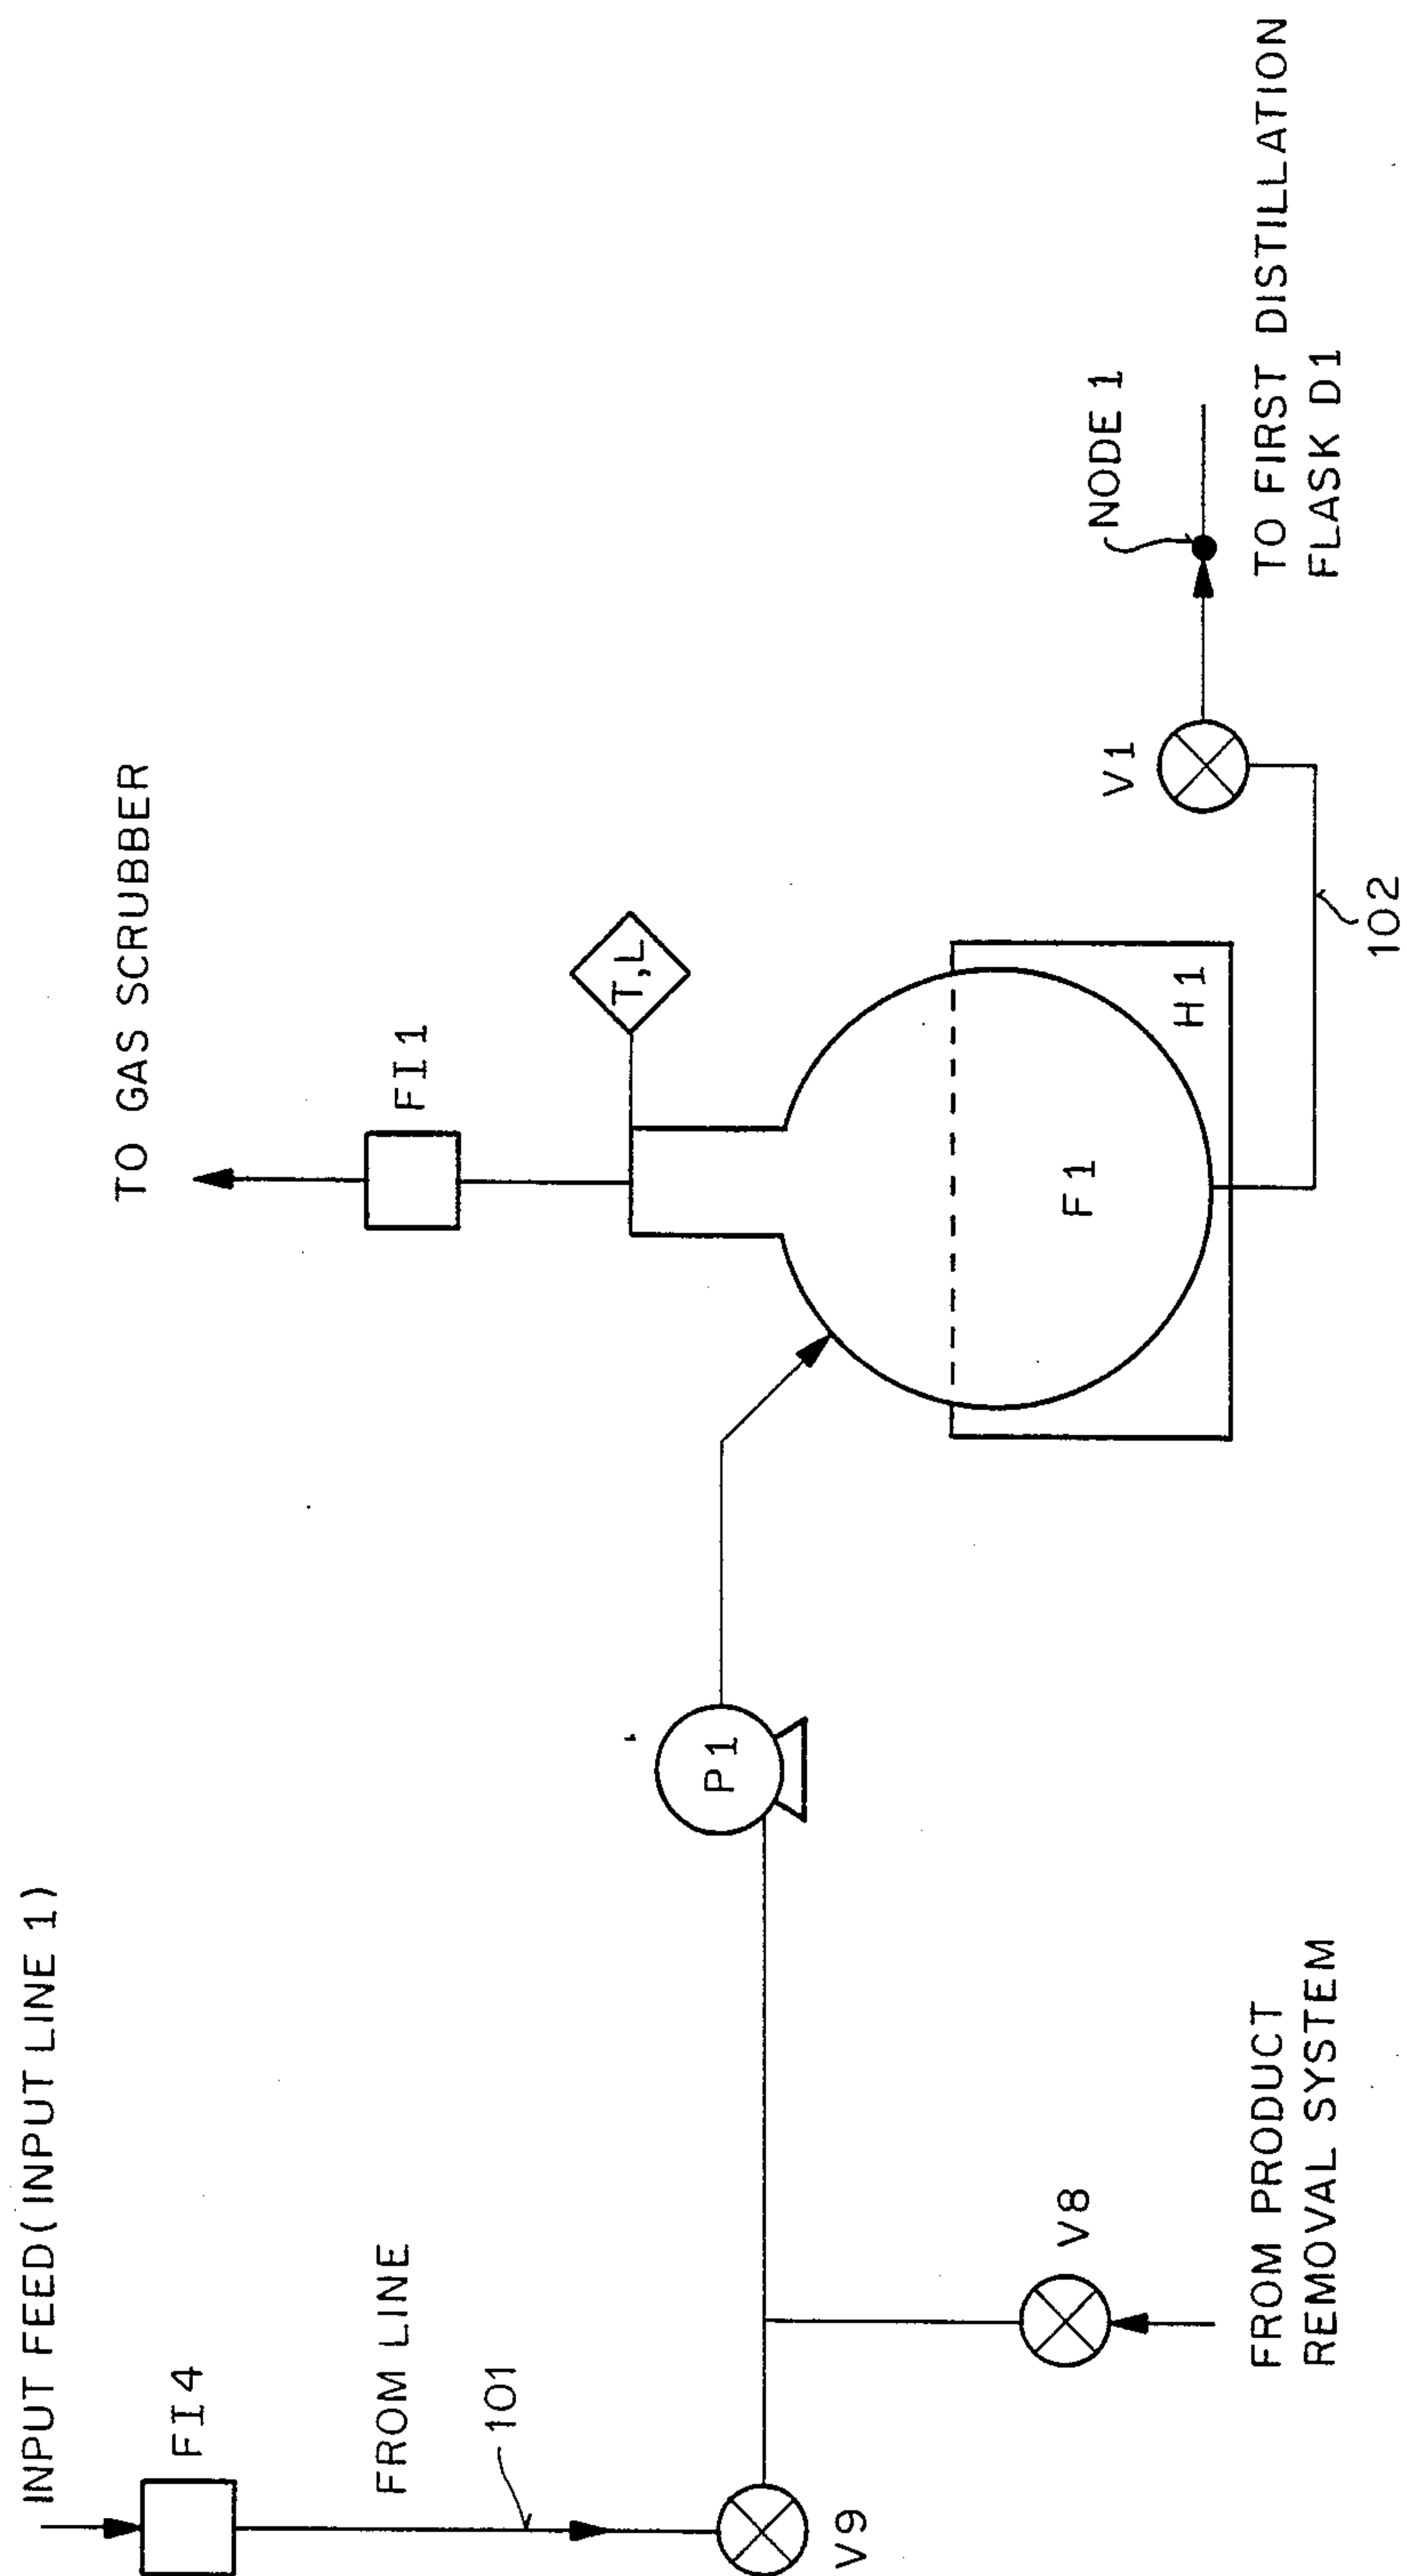 INPUT FEED(INPUT LINE 1)
FI4
FROM LINE
101
V9
V8
FROM PRODUCT
REMOVAL SYSTEM
P1
TO GAS SCRUBBER
FI1
T,L
F1
H1
102
V1
NODE 1
TO FIRST DISTILLATION
FLASK D1